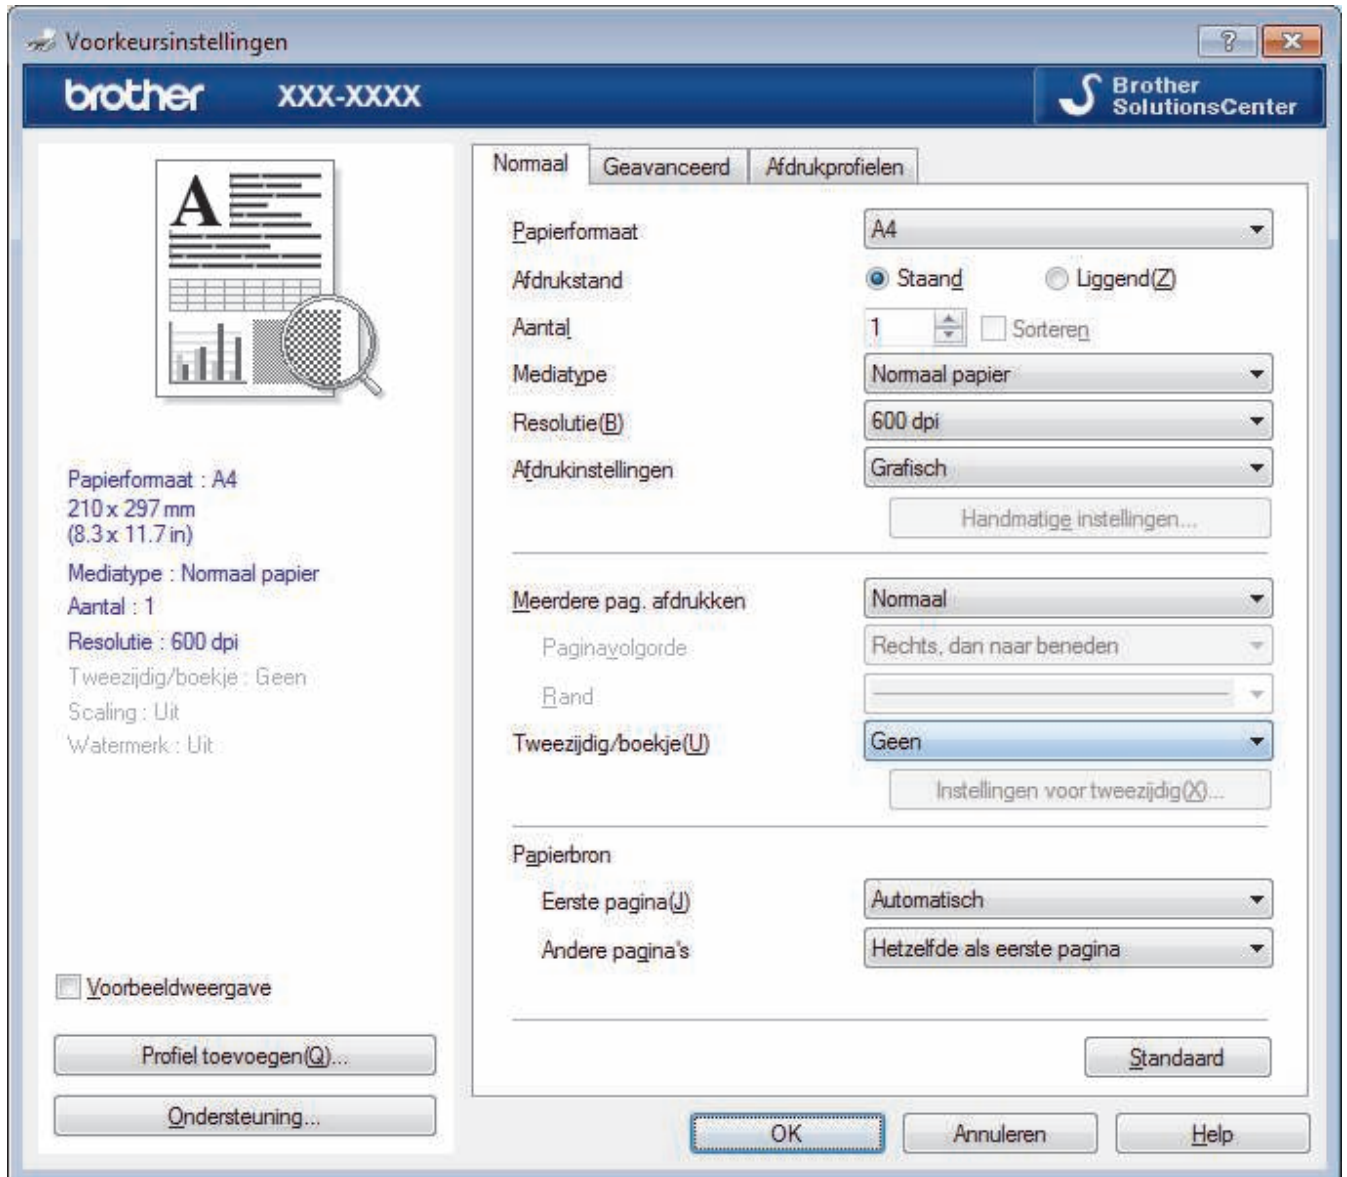 Voorkeursinstellingen
brother XXX-XXXX
Brother
SolutionsCenter
A
Papierformaat : A4
210 x 297 mm
(8.3 x 11.7 in)
Mediatype : Normaal papier
Aantal : 1
Resolutie : 600 dpi
Tweezijdig/boekje : Geen
Scaling : Uit
Watermerk : Uit
Voorbeeldweergave
Profiel toevoegen(Q)...
Ondersteuning...
Normaal Geavanceerd Afdrukprofielen
Papierformaat A4
Afdrukstand Staand Liggend(Z)
Aantal 1 Sorteren
Mediatype Normaal papier
Resolutie(B) 600 dpi
Afdrukinstellingen Grafisch
Handmatige instellingen...
Meerdere pag. afdrukken Normaal
Paginavolgorde Rechts, dan naar beneden
Rand
Tweezijdig/boekje(U) Geen
Instellingen voor tweezijdig(X)...
Papierbron
Eerste pagina(J) Automatisch
Andere pagina's Hetzelfde als eerste pagina
Standaard
OK Annuleren Help